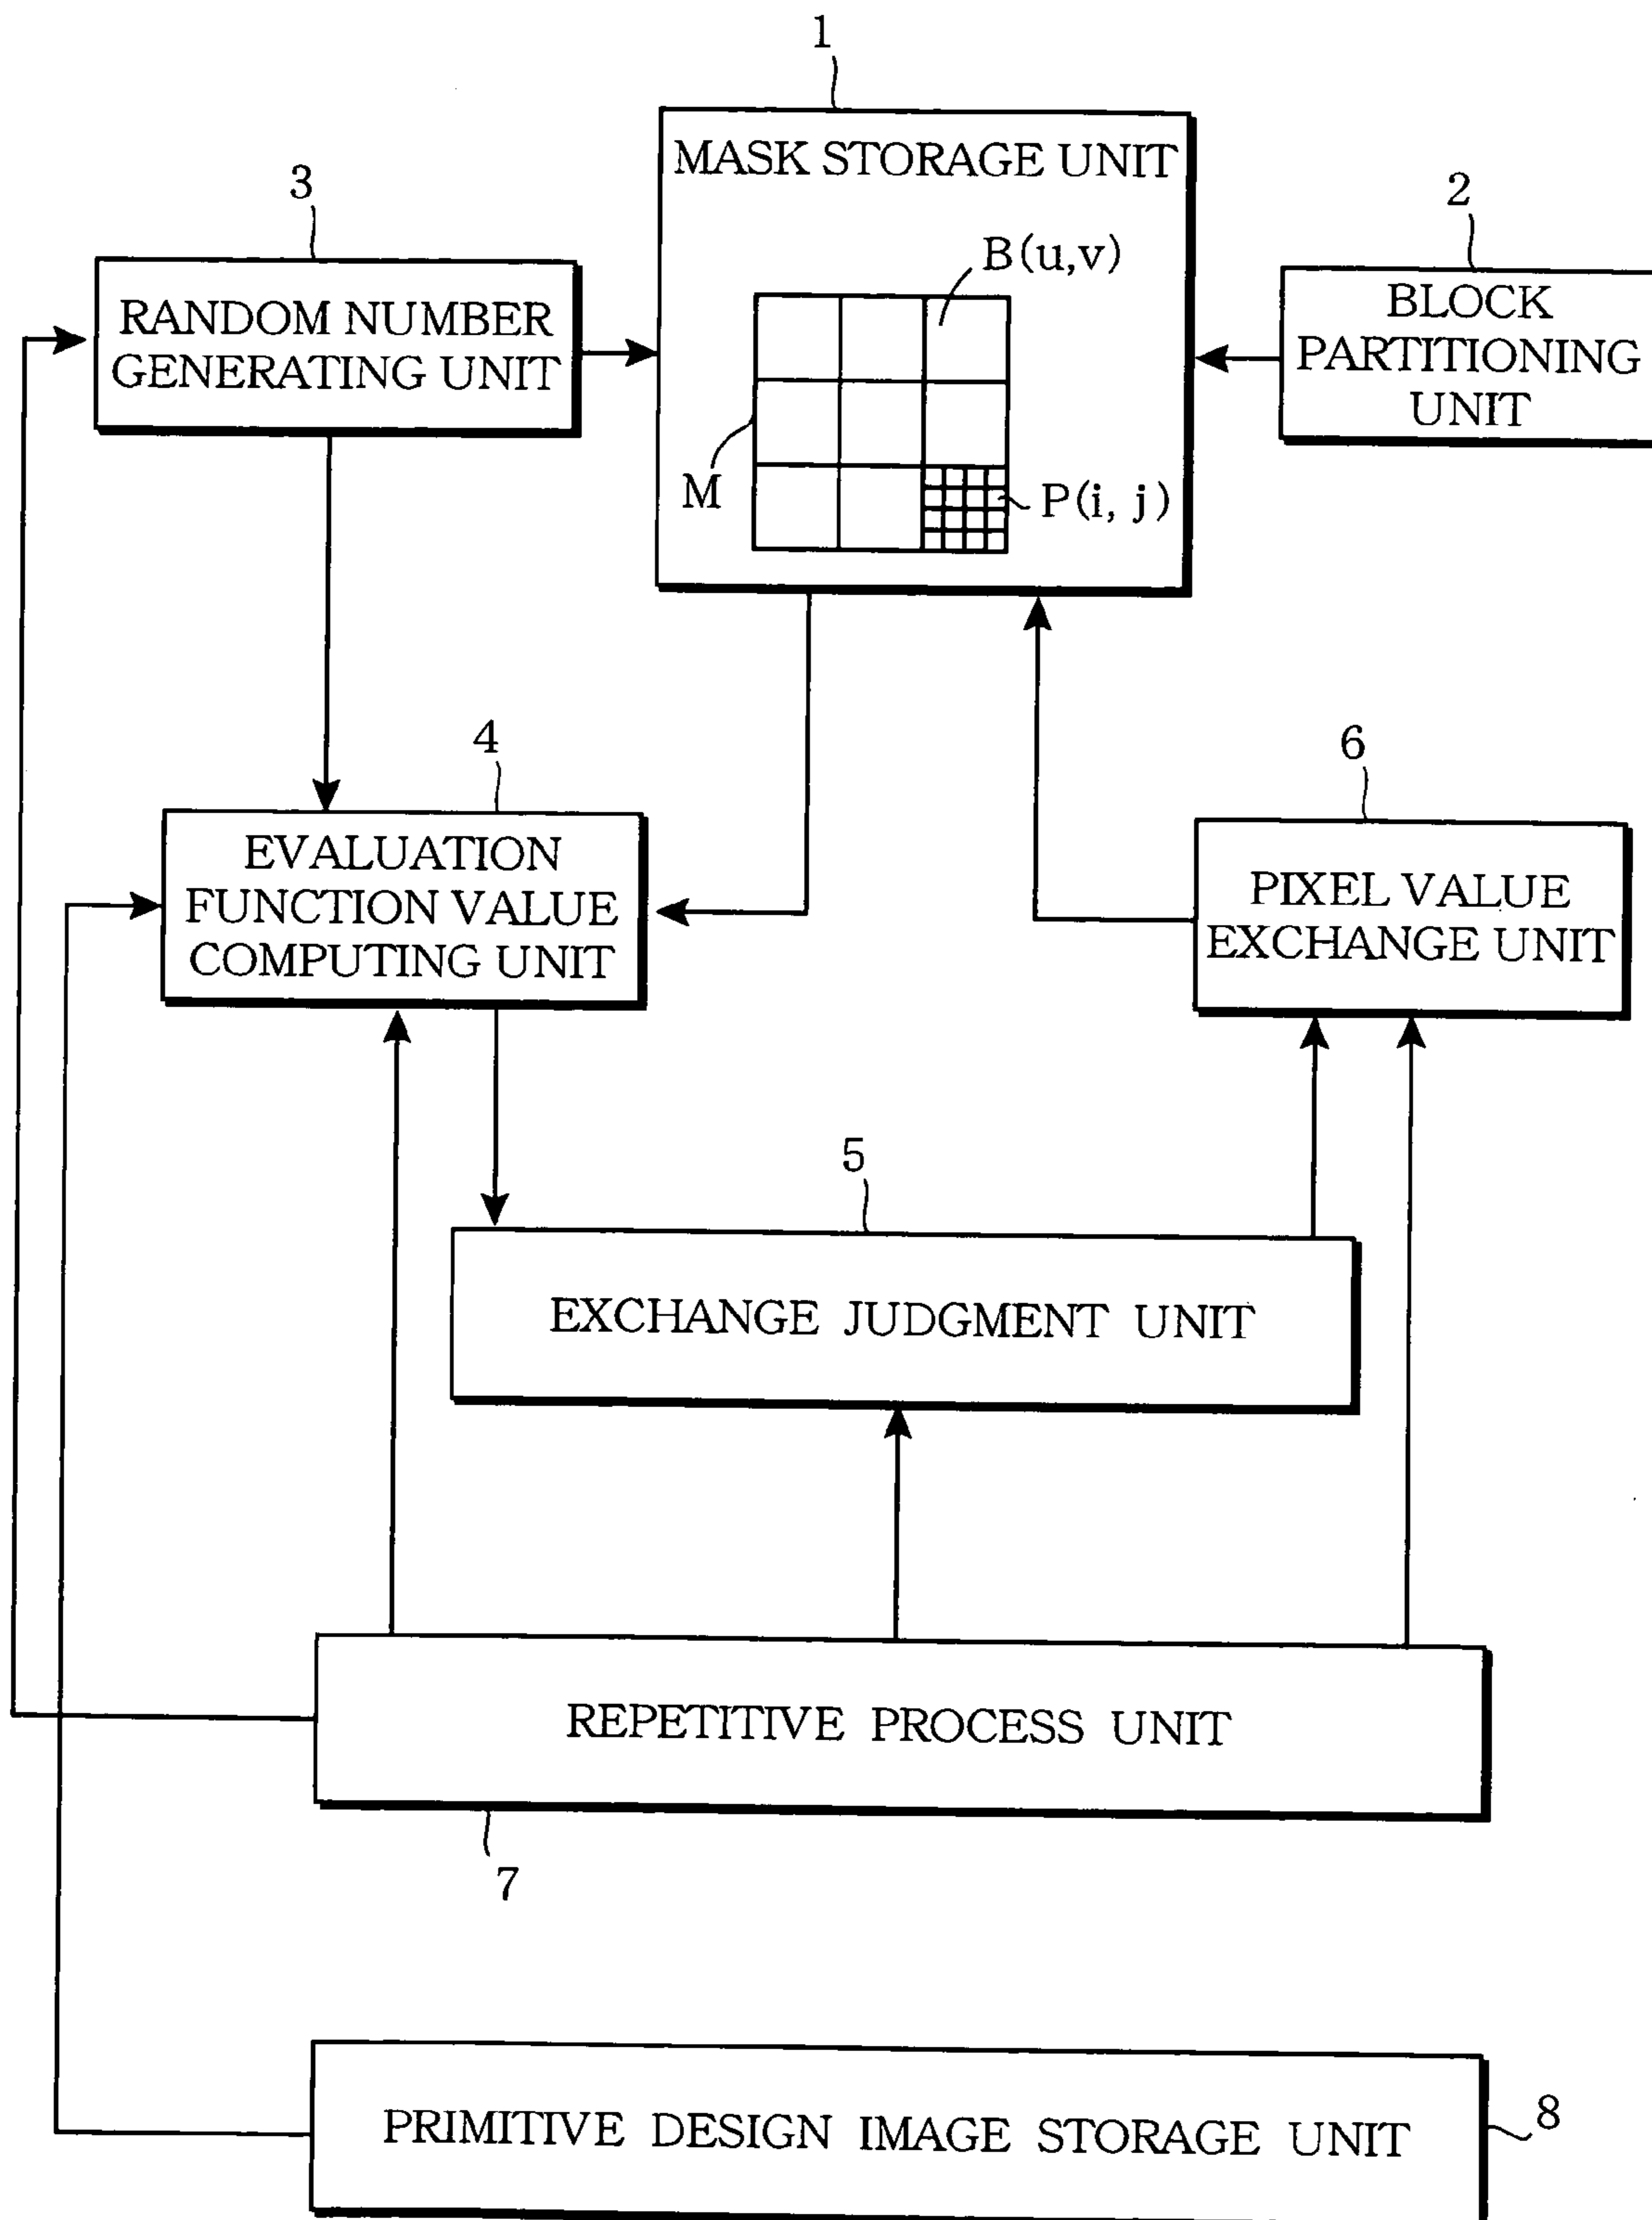 1
MASK STORAGE UNIT
B(u,v)
M
P(i, j)
3
RANDOM NUMBER
GENERATING UNIT
2
BLOCK
PARTITIONING
UNIT
4
EVALUATION
FUNCTION VALUE
COMPUTING UNIT
6
PIXEL VALUE
EXCHANGE UNIT
5
EXCHANGE JUDGMENT UNIT
REPETITIVE PROCESS UNIT
7
PRIMITIVE DESIGN IMAGE STORAGE UNIT
8